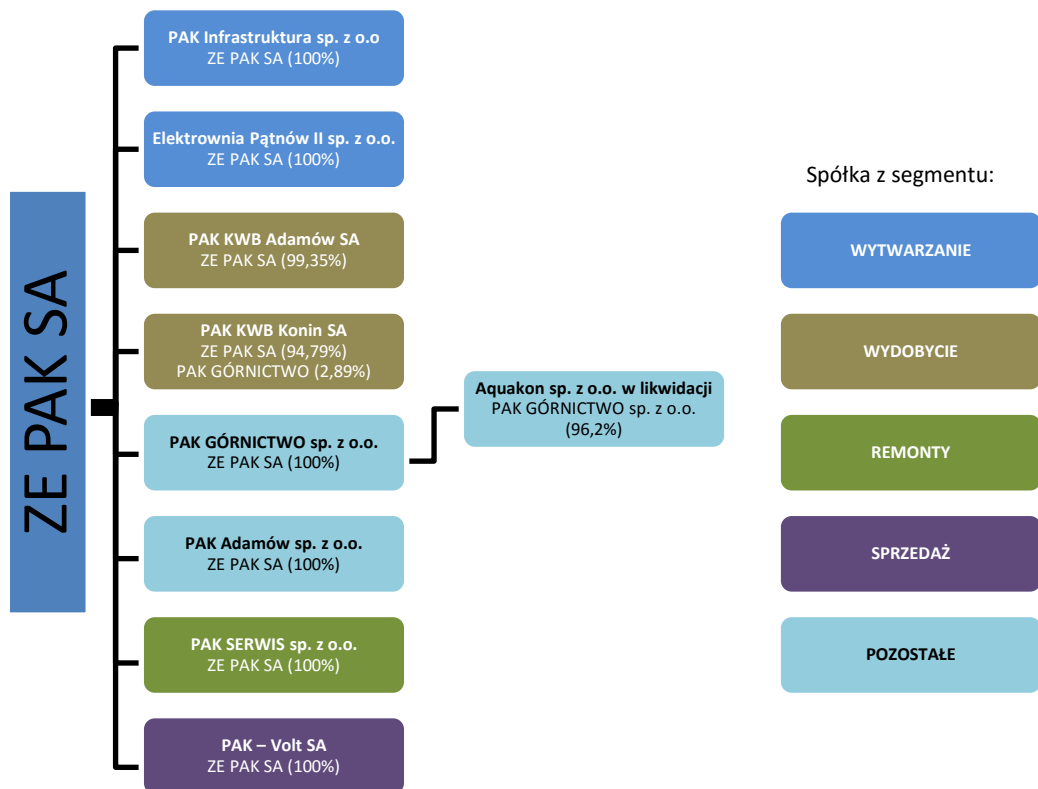 ZE PAK SA
PAK Infrastruktura sp. z o.o
ZE PAK SA (100%)
Elektrownia Pątnów II sp. z o.o.
ZE PAK SA (100%)
PAK KWB Adamów SA
ZE PAK SA (99,35%)
PAK KWB Konin SA
ZE PAK SA (94,79%)
PAK GÓRNICTWO (2,89%)
PAK GÓRNICTWO sp. z o.o.
ZE PAK SA (100%)
PAK Adamów sp. z o.o.
ZE PAK SA (100%)
PAK SERWIS sp. z o.o.
ZE PAK SA (100%)
PAK – Volt SA
ZE PAK SA (100%)
Aquakon sp. z o.o. w likwidacji
PAK GÓRNICTWO sp. z o.o.
(96,2%)
Spółka z segmentu:
WYTWARZANIE
WYDOBYCIE
REMONTY
SPRZEDAŻ
POZOSTAŁE